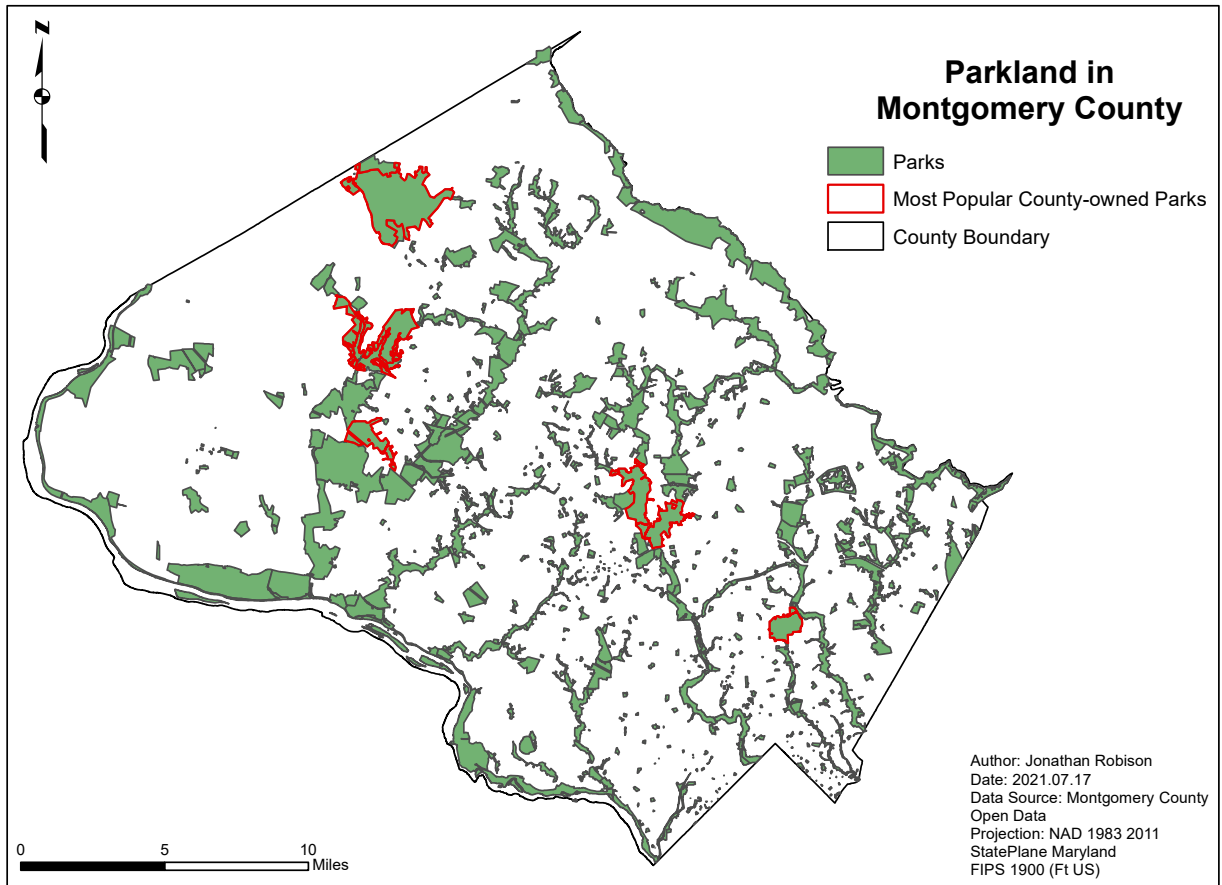 N
Parkland in
Montgomery County
Parks
Most Popular County-owned Parks
County Boundary
Author: Jonathan Robison
Date: 2021.07.17
Data Source: Montgomery County
Open Data
Projection: NAD 1983 2011
StatePlane Maryland
FIPS 1900 (Ft US)
0 5 10
Miles